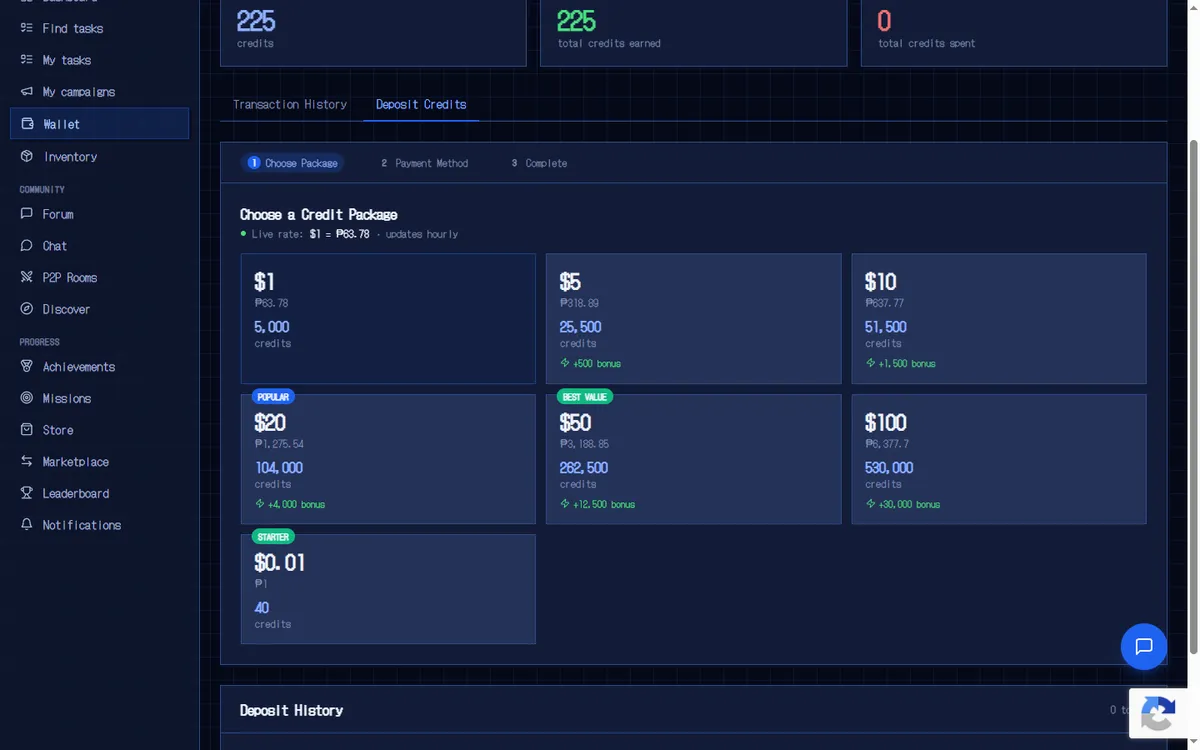 Find tasks
My tasks
My campaigns
Wallet
Inventory
COMMUNITY
Forum
Chat
P2P Rooms
Discover
PROGRESS
Achievements
Missions
Store
Marketplace
Leaderboard
Notifications
225
credits
225
total credits earned
0
total credits spent
Transaction History
Deposit Credits
1 Choose Package
2 Payment Method
3 Complete
Choose a Credit Package
Live rate: $1 = ₱63.78 · updates hourly
$1
₱63.78
5,000
credits
$5
₱318.89
25,500
credits
+500 bonus
$10
₱637.77
51,500
credits
+1,500 bonus
POPULAR
$20
₱1,275.54
104,000
credits
+4,000 bonus
BEST VALUE
$50
₱3,188.85
262,500
credits
+12,500 bonus
$100
₱6,377.7
530,000
credits
+30,000 bonus
STARTER
$0.01
₱1
40
credits
Deposit History
0